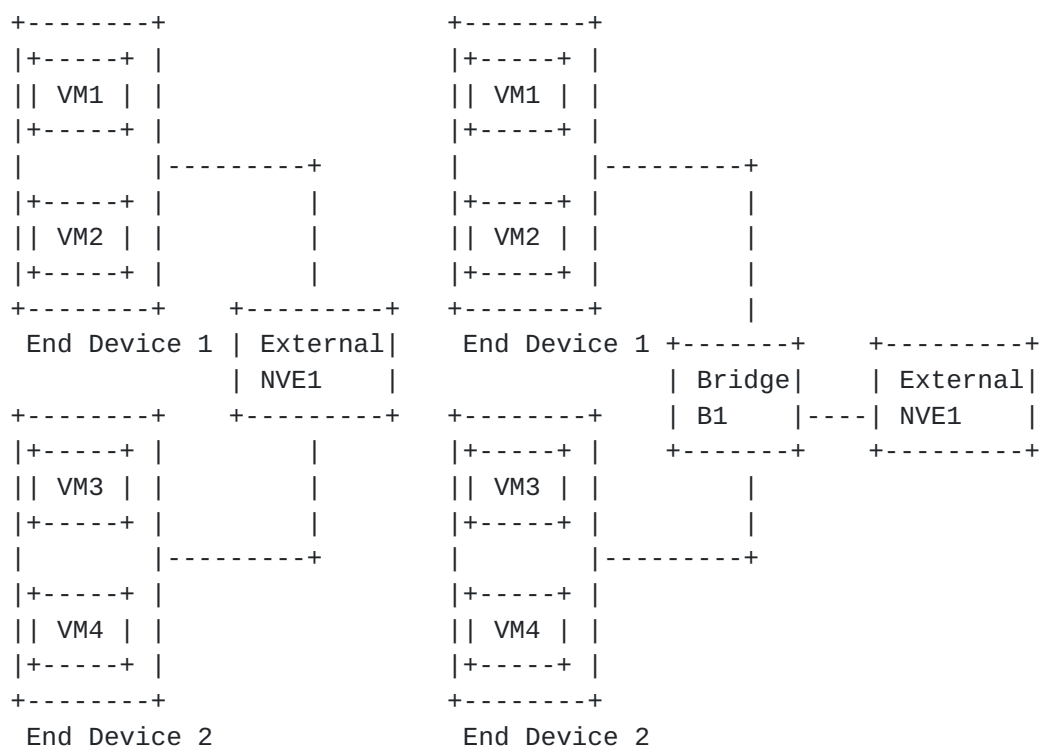 +--------+                  +--------+
|+-----+ |                  |+-----+ |
|| VM1 | |                  || VM1 | |
|+-----+ |                  |+-----+ |
|        |---------+        |        |---------+
|+-----+ |         |        |+-----+ |         |
|| VM2 | |         |        || VM2 | |         |
|+-----+ |         |        |+-----+ |         |
+--------+    +---------+   +--------+         |
 End Device 1 | External|    End Device 1 +-------+    +---------+
              | NVE1    |                 | Bridge|    | External|
+--------+    +---------+   +--------+    | B1    |----| NVE1    |
|+-----+ |         |        |+-----+ |    +-------+    +---------+
|| VM3 | |         |        || VM3 | |         |
|+-----+ |         |        |+-----+ |         |
|        |---------+        |        |---------+
|+-----+ |                  |+-----+ |
|| VM4 | |                  || VM4 | |
|+-----+ |                  |+-----+ |
+--------+                  +--------+
 End Device 2                End Device 2